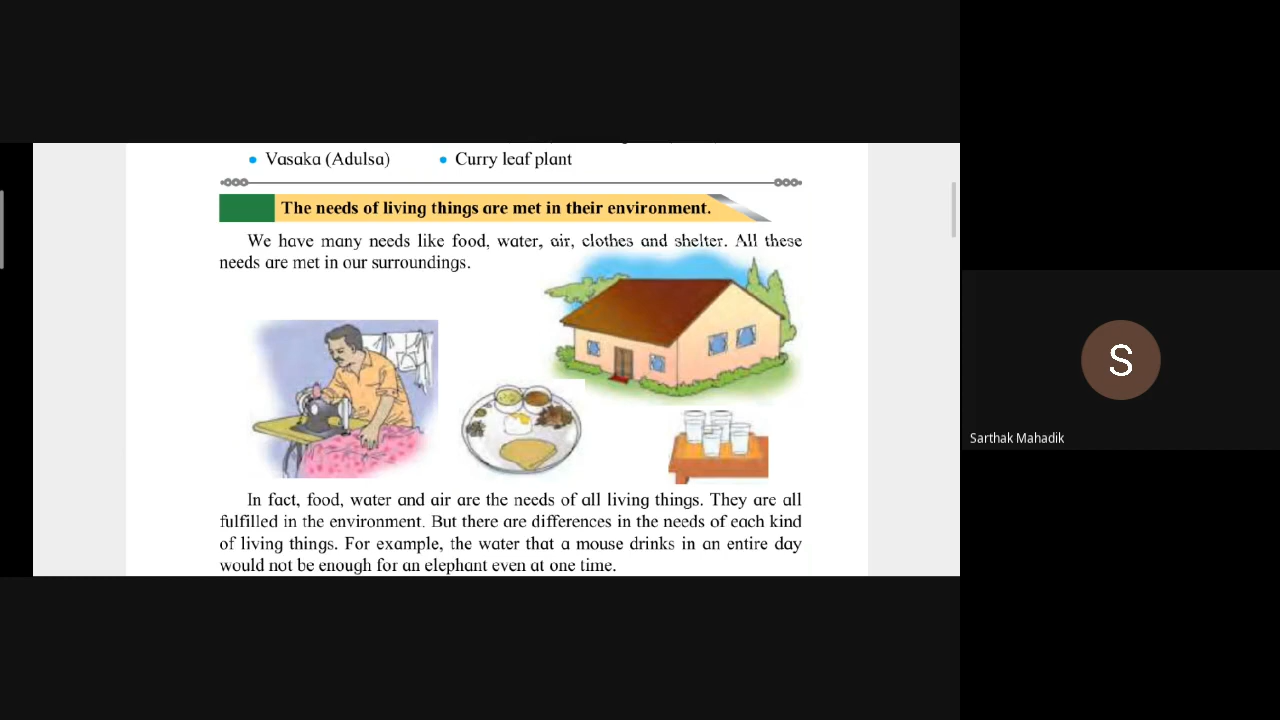 Vasaka (Adulsa)
Curry leaf plant
The needs of living things are met in their environment.
We have many needs like food, water, air, clothes and shelter. All these
needs are met in our surroundings.
In fact, food, water and air are the needs of all living things. They are all
fulfilled in the environment. But there are differences in the needs of each kind
of living things. For example, the water that a mouse drinks in an entire day
would not be enough for an elephant even at one time.
S
Sarthak Mahadik